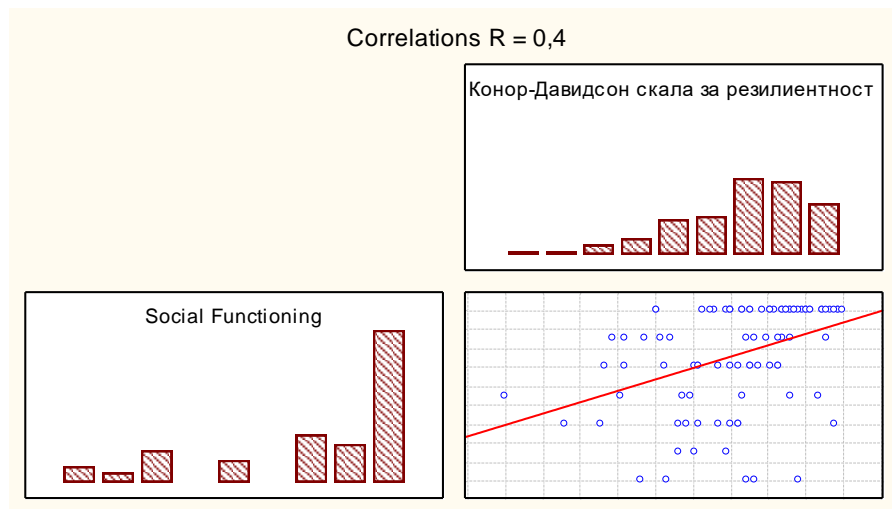 Correlations R = 0,4
Конор-Давидсон скала за резилиентност
Social Functioning